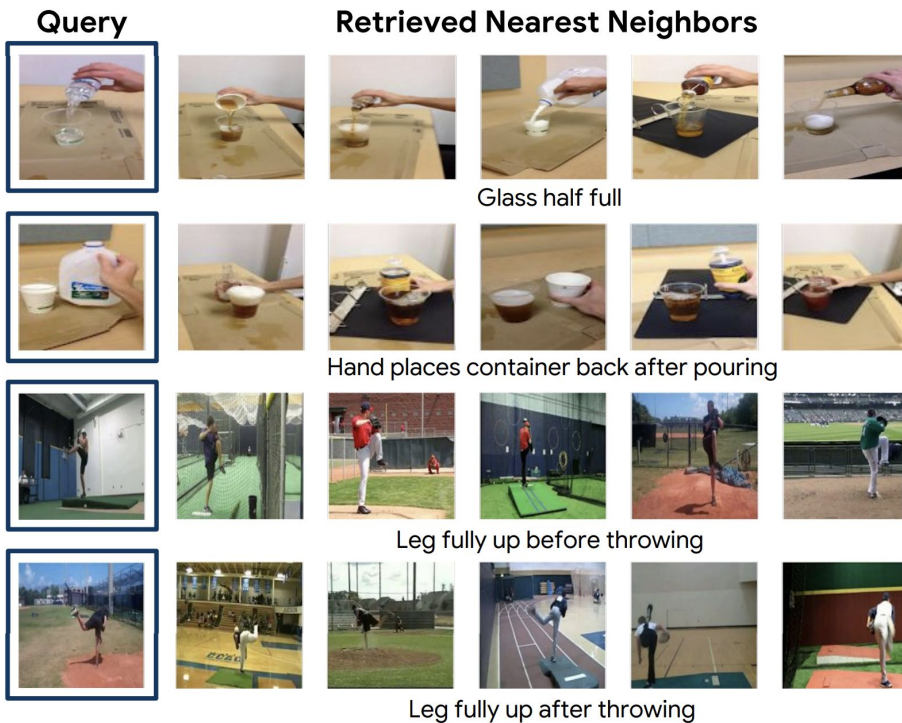 Query
Retrieved Nearest Neighbors
Glass half full
Hand places container back after pouring
Leg fully up before throwing
Leg fully up after throwing